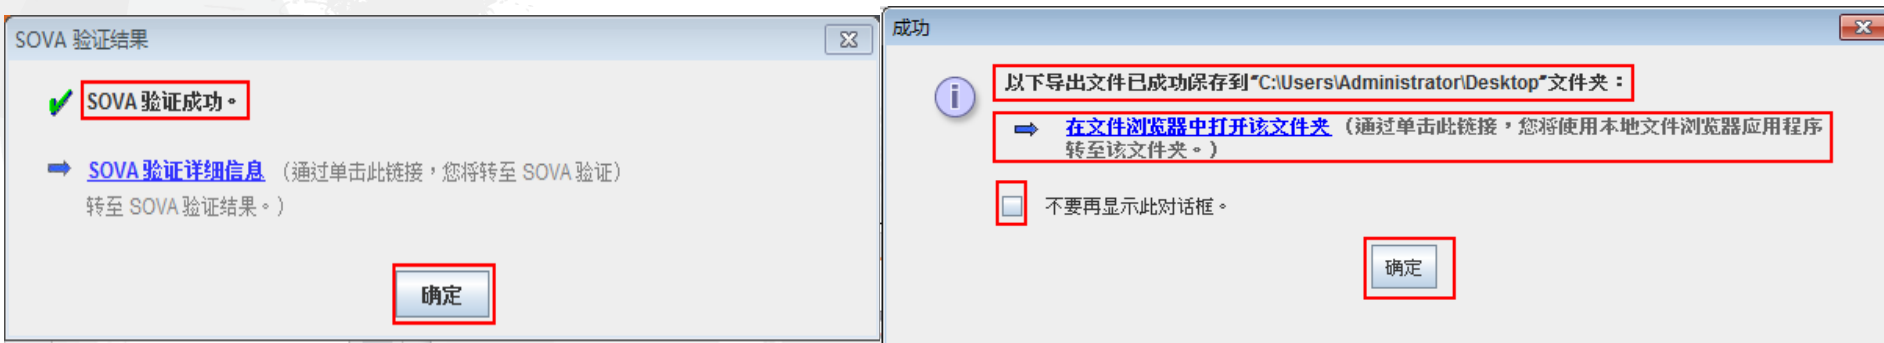 SOVA 验证结果
SOVA 验证成功。
SOVA 验证详细信息（通过单击此链接，您将转至 SOVA 验证）
转至 SOVA 验证结果。）
确定
成功
以下导出文件已成功保存到"C:\Users\Administrator\Desktop"文件夹：
在文件浏览器中打开该文件夹（通过单击此链接，您将使用本地文件浏览器应用程序
转至该文件夹。）
不要再显示此对话框。
确定